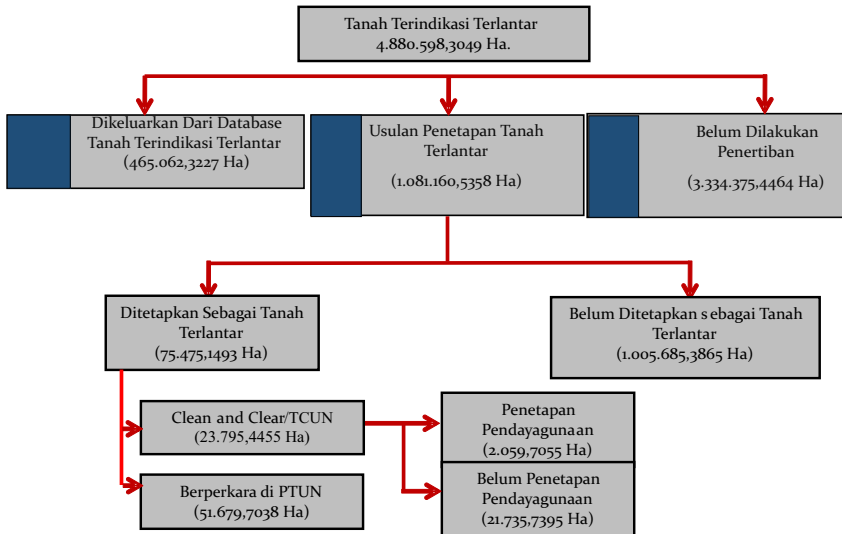 Tanah Terindikasi Terlantar
4.880.598,3049 Ha.
Dikeluarkan Dari Database
Tanah Terindikasi Terlantar
(465.062,3227 Ha)
Usulan Penetapan Tanah
Terlantar
(1.081.160,5358 Ha)
Belum Dilakukan
Penertiban
(3.334.375,4464 Ha)
Ditetapkan Sebagai Tanah
Terlantar
(75.475,1493 Ha)
Belum Ditetapkan sebagai Tanah
Terlantar
(1.005.685,3865 Ha)
Clean and Clear/TCUN
(23.795,4455 Ha)
Penetapan
Pendayagunaan
(2.059,7055 Ha)
Berperkara di PTUN
(51.679,7038 Ha)
Belum Penetapan
Pendayagunaan
(21.735,7395 Ha)